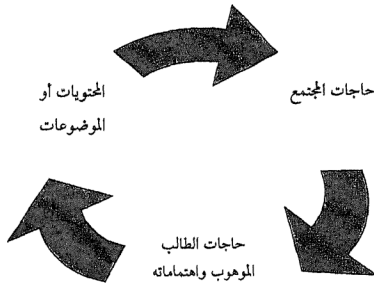 حاجات المجتمع
المحتويات أو
الموضوعات
حاجات الطالب
الموهوب واهتماماته